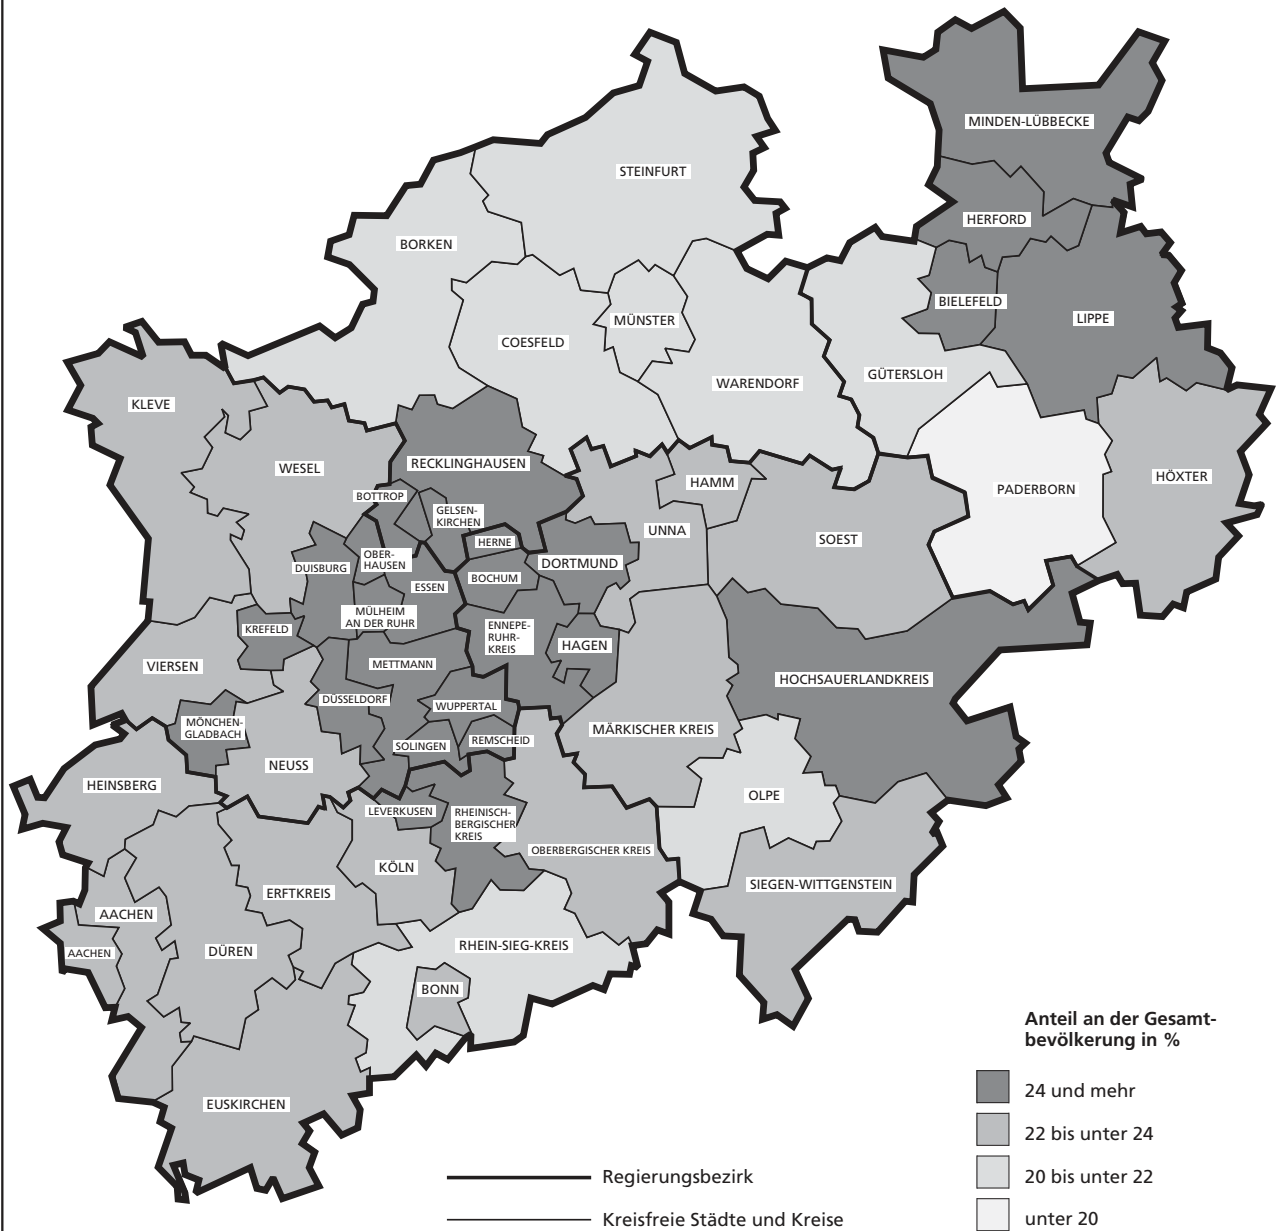 MINDEN-LÜBBECKE
STEINFURT
HERFORD
BORKEN
BIELEFELD
LIPPE
MÜNSTER
COESFELD
GÜTERSLOH
WARENDORF
KLEVE
RECKLINGHAUSEN
WESEL
HÖXTER
HAMM
PADERBORN
BOTTROP
GELSEN-
KIRCHEN
UNNA
SOEST
HERNE
OBER-
HAUSEN
DORTMUND
DUISBURG
BOCHUM
ESSEN
MÜLHEIM
AN DER RUHR
KREFELD
ENNEPE-
RUHR-
KREIS
HAGEN
VIERSEN
METTMANN
HOCHSAUERLANDKREIS
DÜSSELDORF
WUPPERTAL
MÖNCHEN-
GLADBACH
MÄRKISCHER KREIS
REMSCHEID
SOLINGEN
NEUSS
HEINSBERG
OLPE
LEVERKUSEN
RHEINISCH-
BERGISCHER
KREIS
OBERBERGISCHER KREIS
KÖLN
SIEGEN-WITTGENSTEIN
ERFTKREIS
AACHEN
RHEIN-SIEG-KREIS
DÜREN
AACHEN
BONN
EUSKIRCHEN
Anteil an der Gesamt-
bevölkerung in %
24 und mehr
22 bis unter 24
20 bis unter 22
unter 20
Regierungsbezirk
Kreisfreie Städte und Kreise